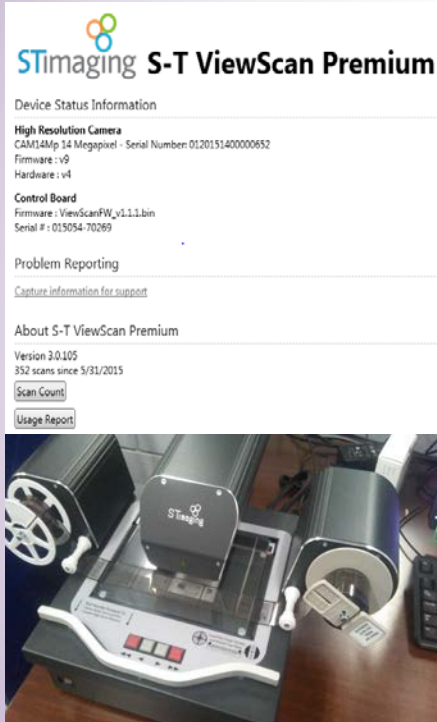 STimaging S-T ViewScan Premium
Device Status Information
High Resolution Camera
CAM14Mp 14 Megapixel - Serial Number: 0120151400000652
Firmware : v9
Hardware : v4
Control Board
Firmware : ViewScanFW_v1.1.1.bin
Serial # : 015054-70269
Problem Reporting
Capture information for support
About S-T ViewScan Premium
Version 3.0.105
352 scans since 5/31/2015
Scan Count
Usage Report
STimaging